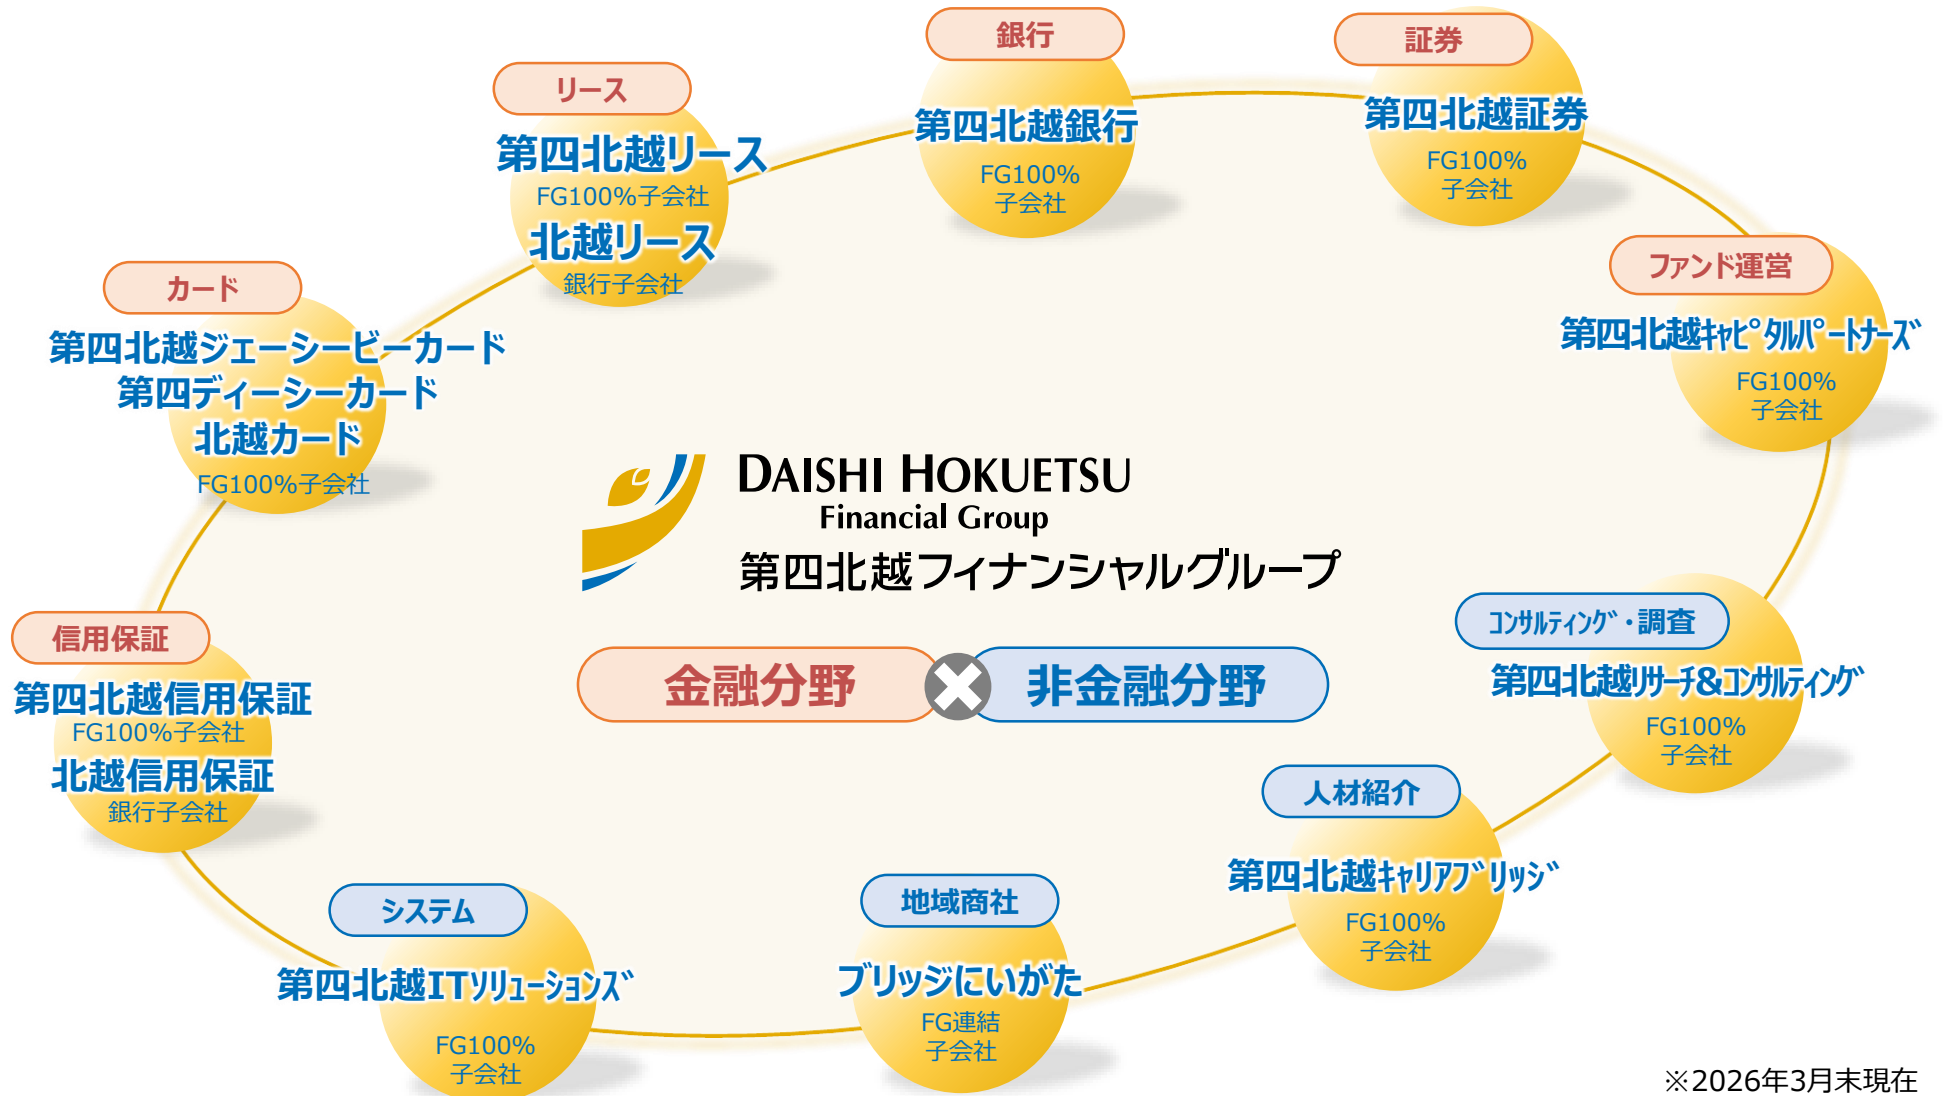 銀行
第四北越銀行
FG100%
子会社
証券
第四北越証券
FG100%
子会社
リース
第四北越リース
FG100%子会社
北越リース
銀行子会社
ファンド運営
第四北越ｷｬﾋﾟﾀﾙﾊﾟｰﾄﾅｰｽﾞ
FG100%
子会社
カード
第四北越ジェーシービーカード
第四ディーシーカード
北越カード
FG100%子会社
DAISHI HOKUETSU
Financial Group
第四北越フィナンシャルグループ
金融分野
非金融分野
信用保証
第四北越信用保証
FG100%子会社
北越信用保証
銀行子会社
ｺﾝｻﾙﾃｨﾝｸﾞ・調査
第四北越ﾘｻｰﾁ&ｺﾝｻﾙﾃｨﾝｸﾞ
FG100%
子会社
人材紹介
第四北越ｷｬﾘｱﾌﾞﾘｯｼﾞ
FG100%
子会社
システム
第四北越ITｿﾘｭｰｼｮﾝｽﾞ
FG100%
子会社
地域商社
ブリッジにいがた
FG連結
子会社
※2026年3月末現在